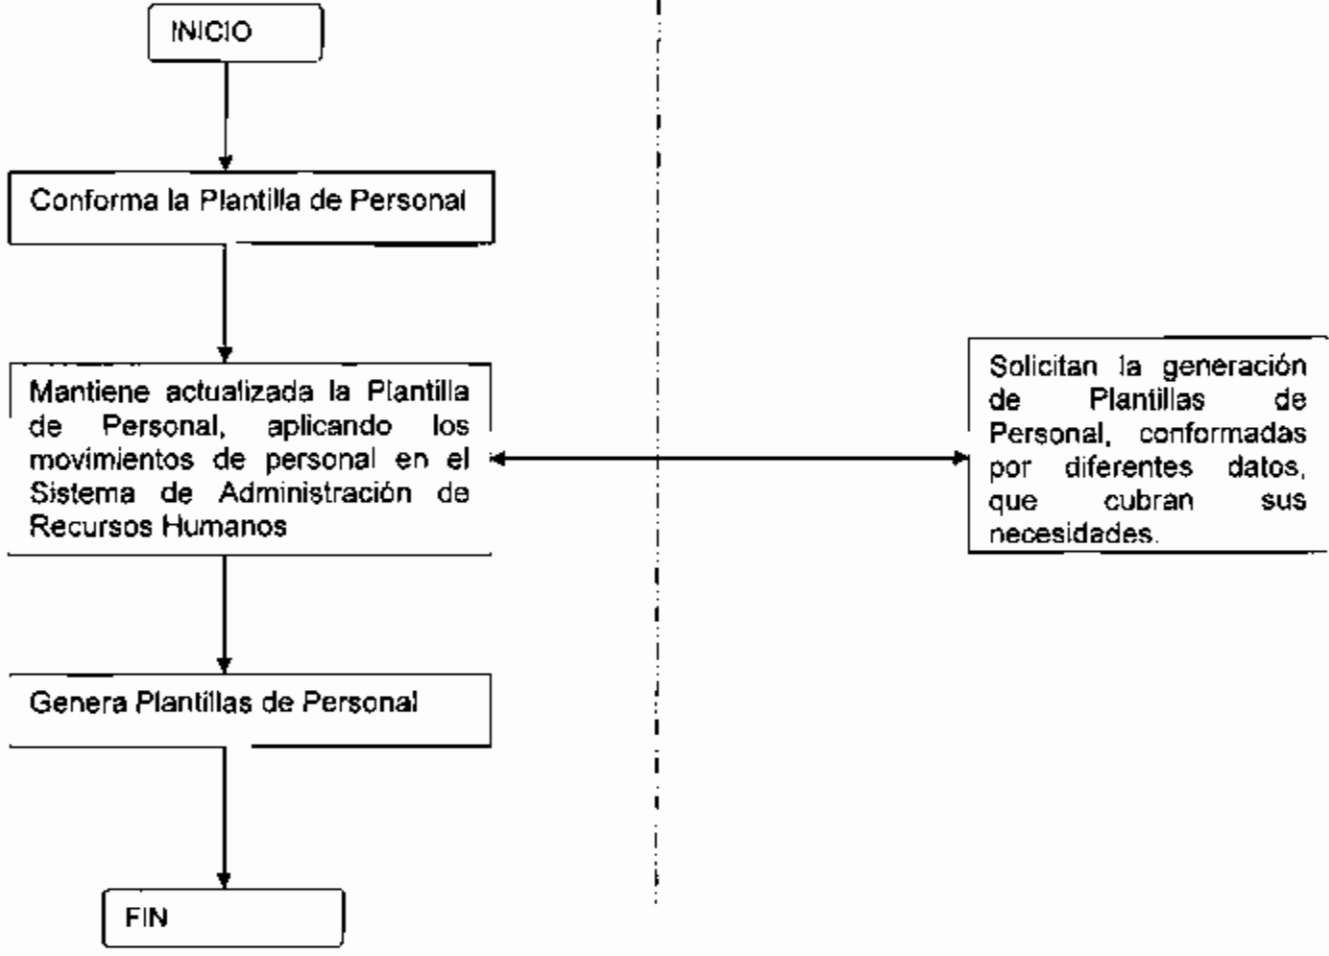 INICIO
Conforma la Plantilla de Personal
Mantiene actualizada la Plantilla
de Personal, aplicando los
movimientos de personal en el
Sistema de Administración de
Recursos Humanos
Solicitan la generación
de Plantillas de
Personal, conformadas
por diferentes datos,
que cubran sus
necesidades.
Genera Plantillas de Personal
FIN